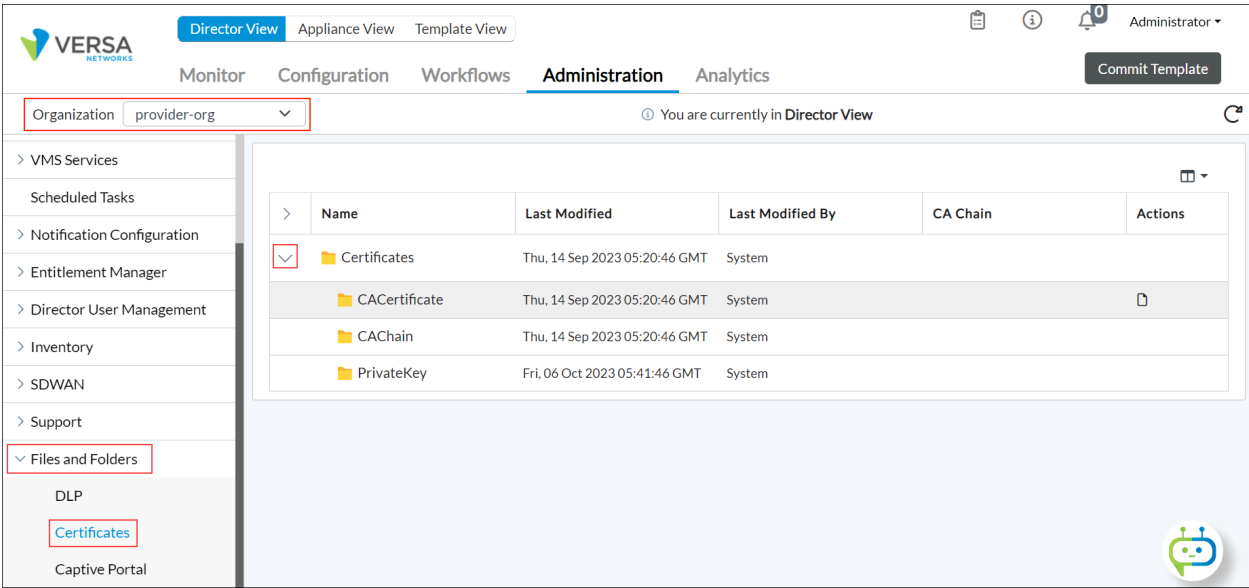 Director View Appliance View Template View
0
Administrator
VERSA
NETWORKS
Monitor Configuration Workflows Administration Analytics
Commit Template
Organization provider-org
You are currently in Director View
VMS Services
Scheduled Tasks
Notification Configuration
Entitlement Manager
Director User Management
Inventory
SDWAN
Support
Files and Folders
DLP
Certificates
Captive Portal
Name Last Modified Last Modified By CA Chain Actions
Certificates Thu, 14 Sep 2023 05:20:46 GMT System
CACertificate Thu, 14 Sep 2023 05:20:46 GMT System
CAChain Thu, 14 Sep 2023 05:20:46 GMT System
PrivateKey Fri, 06 Oct 2023 05:41:46 GMT System